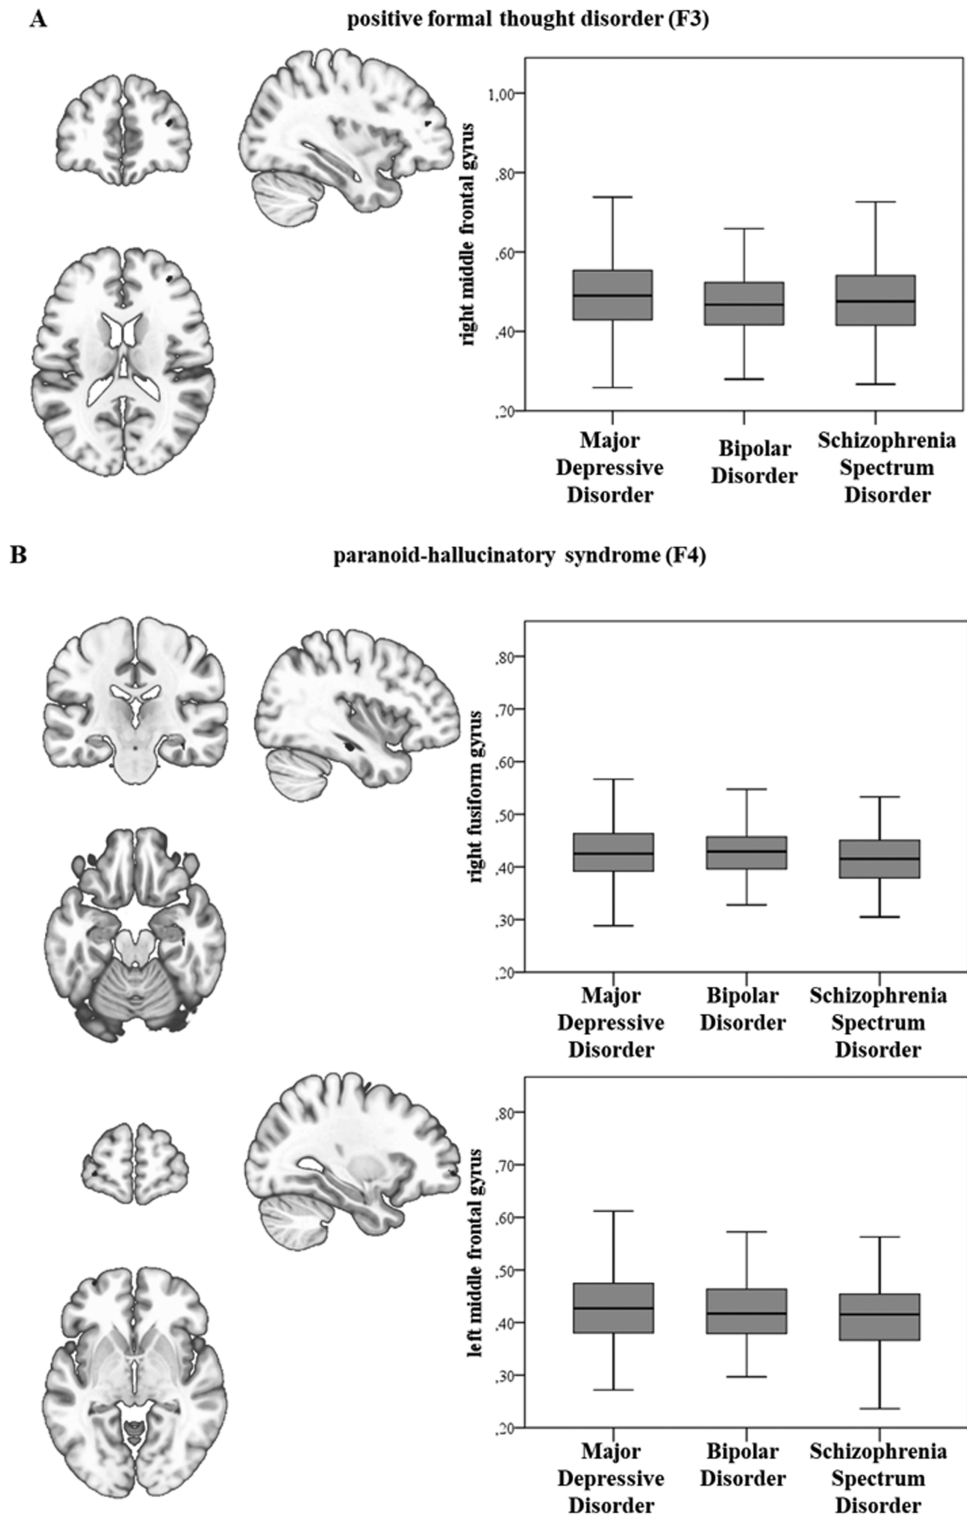 A
positive formal thought disorder (F3)
right middle frontal gyrus
1,00
,80
,60
,40
,20
Major
Depressive
Disorder
Bipolar
Disorder
Schizophrenia
Spectrum
Disorder
B
paranoid-hallucinatory syndrome (F4)
right fusiform gyrus
,80
,70
,60
,50
,40
,30
,20
Major
Depressive
Disorder
Bipolar
Disorder
Schizophrenia
Spectrum
Disorder
left middle frontal gyrus
,80
,70
,60
,50
,40
,30
,20
Major
Depressive
Disorder
Bipolar
Disorder
Schizophrenia
Spectrum
Disorder